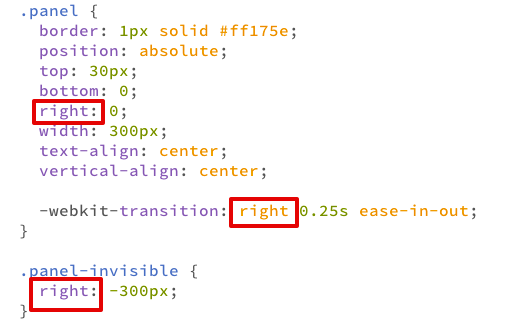 .panel {
border: 1px solid #ff175e;
position: absolute;
top: 30px;
bottom: 0;
right: 0;
width: 300px;
text-align: center;
vertical-align: center;
-webkit-transition: right 0.25s ease-in-out;
}
.panel-invisible {
right: -300px;
}